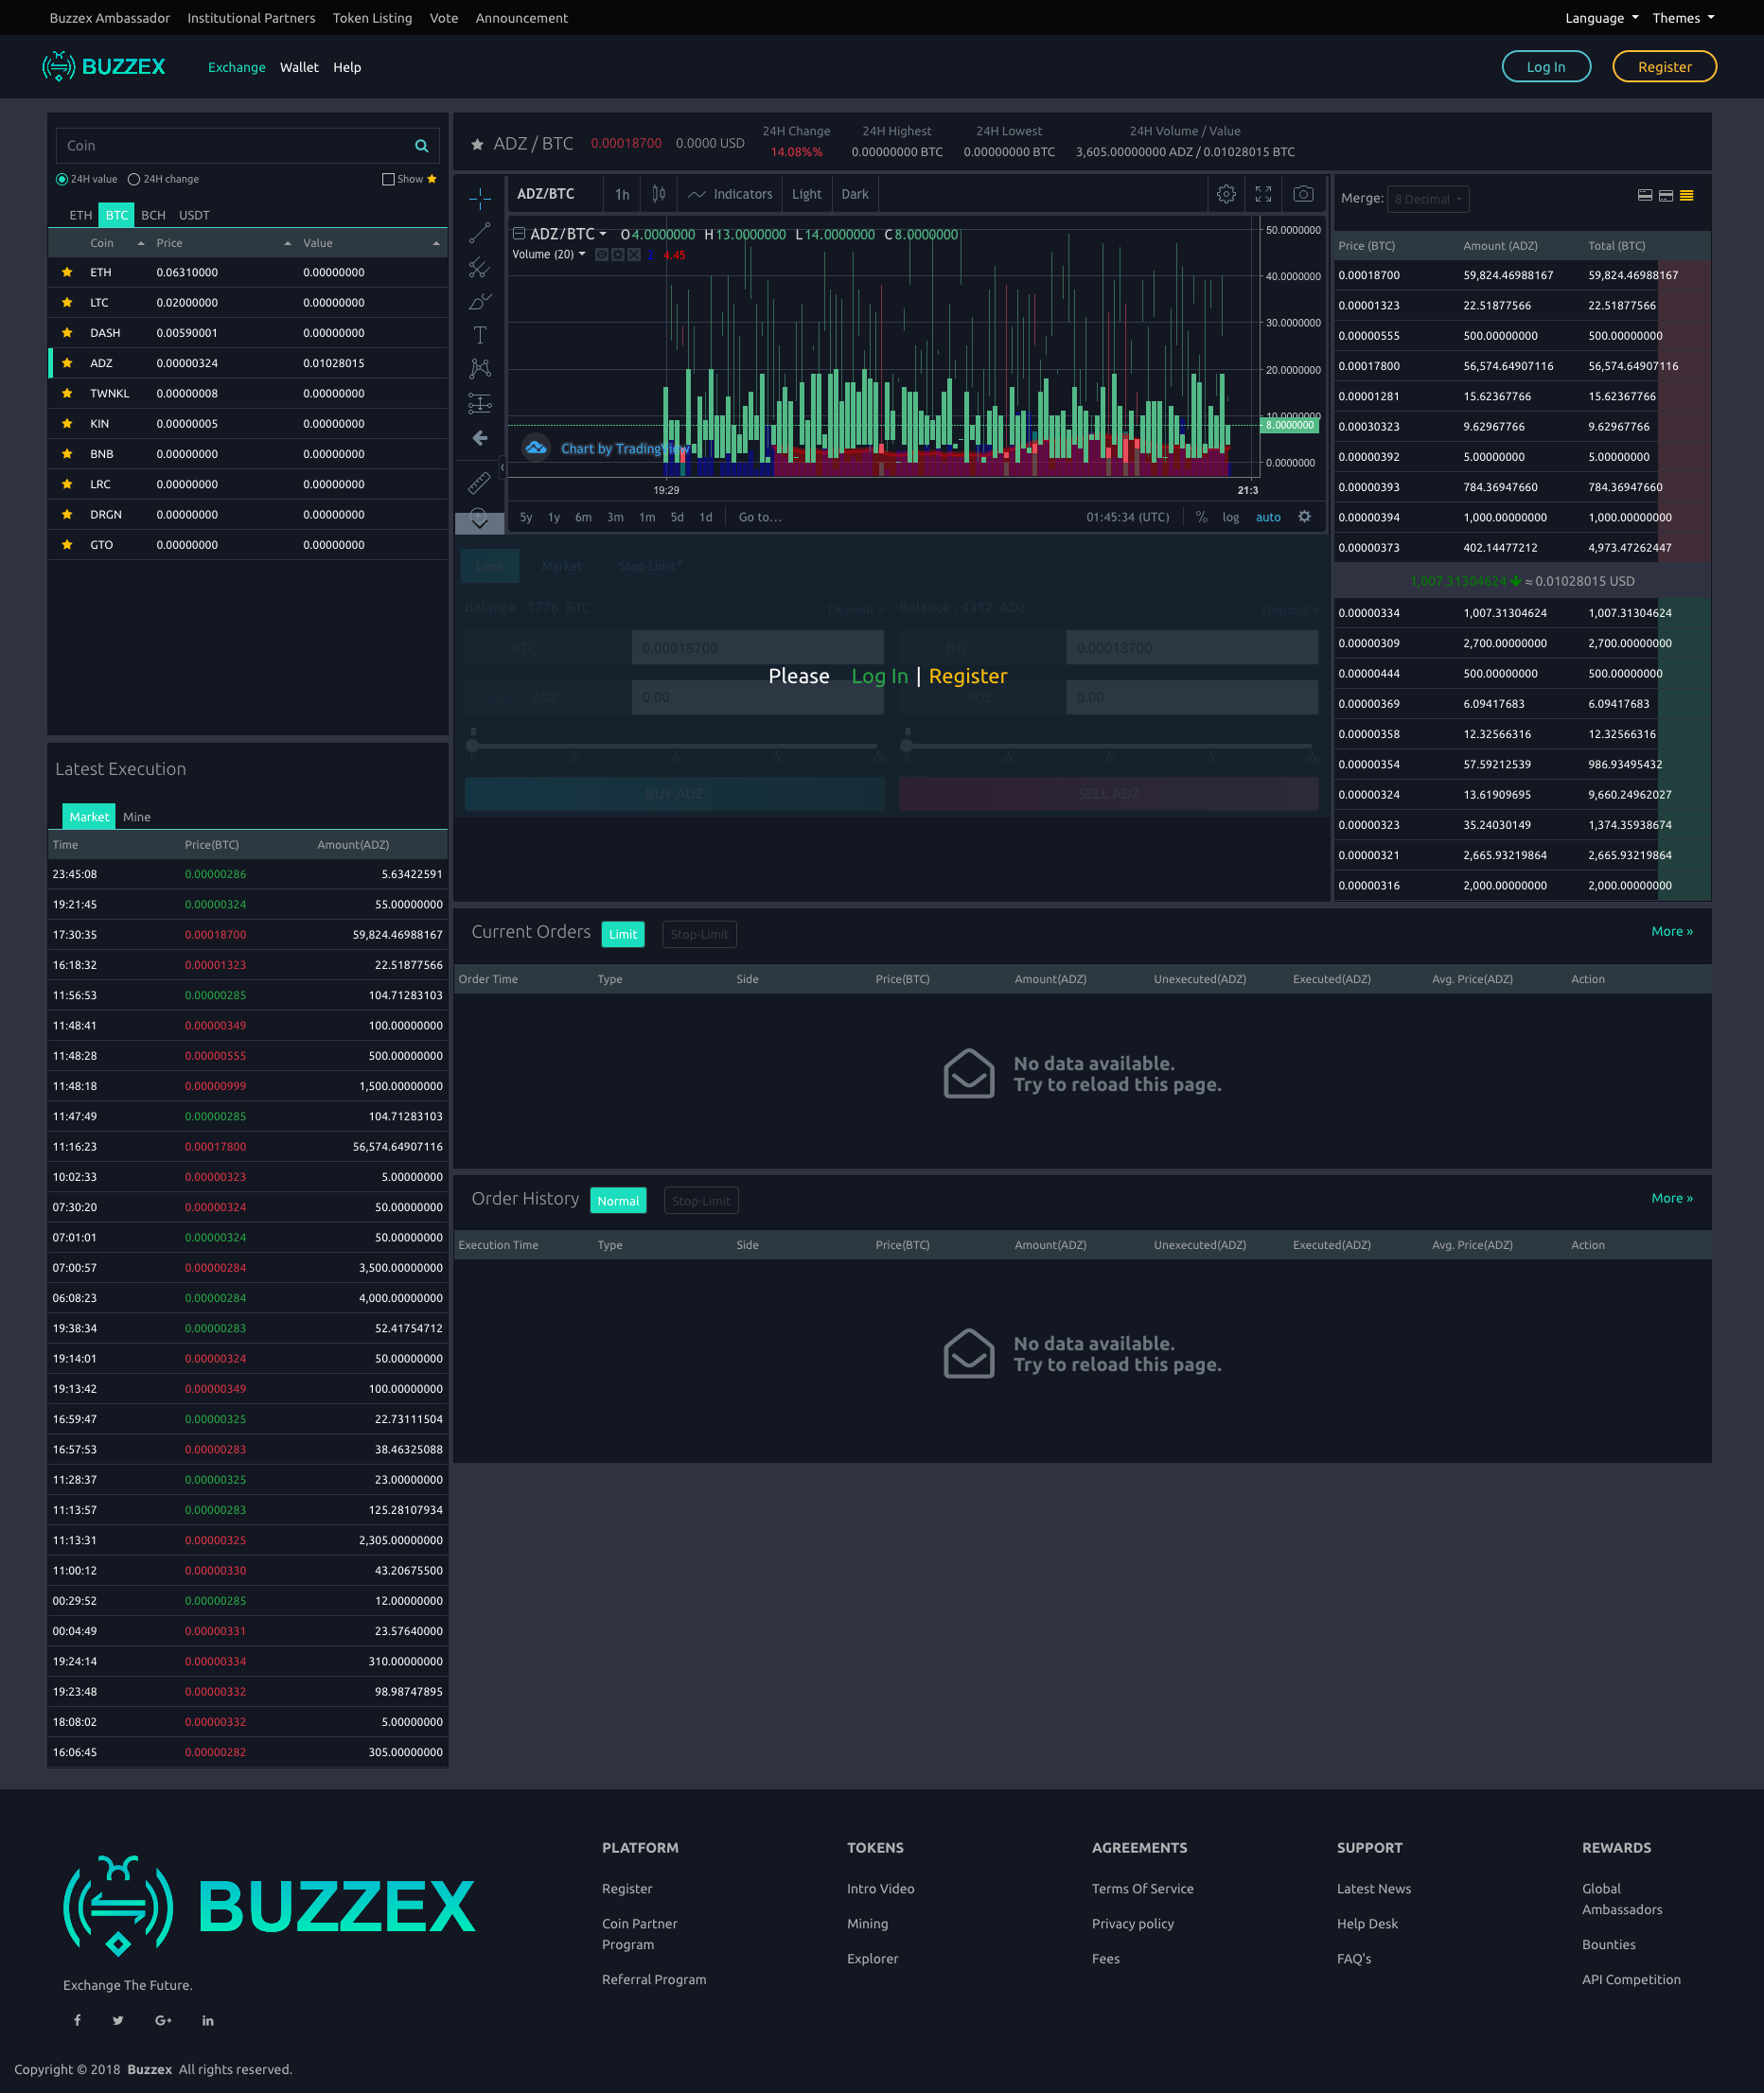 Buzzex Ambassador Institutional Partners Token Listing Vote Announcement Language Themes
BUZZEX Exchange Wallet Help Log In Register
Coin
24H value 24H change Show
ETH BTC BCH USDT
Coin Price Value
ETH 0.06310000 0.00000000
LTC 0.02000000 0.00000000
DASH 0.00590001 0.00000000
ADZ 0.00000324 0.01028015
TWNKL 0.00000008 0.00000000
KIN 0.00000005 0.00000000
BNB 0.00000000 0.00000000
LRC 0.00000000 0.00000000
DRGN 0.00000000 0.00000000
GTO 0.00000000 0.00000000
Latest Execution
Market Mine
Time Price(BTC) Amount(ADZ)
23:45:08 0.00000286 5.63422591
19:21:45 0.00000324 55.00000000
17:30:35 0.00018700 59,824.46988167
16:18:32 0.00001323 22.51877566
11:56:53 0.00000285 104.71283103
11:48:41 0.00000349 100.00000000
11:48:28 0.00000555 500.00000000
11:48:18 0.00000999 1,500.00000000
11:47:49 0.00000285 104.71283103
11:16:23 0.00017800 56,574.64907116
10:02:33 0.00000323 5.00000000
07:30:20 0.00000324 50.00000000
07:01:01 0.00000324 50.00000000
07:00:57 0.00000284 3,500.00000000
06:08:23 0.00000284 4,000.00000000
19:38:34 0.00000283 52.41754712
19:14:01 0.00000324 50.00000000
19:13:42 0.00000349 100.00000000
16:59:47 0.00000325 22.73111504
16:57:53 0.00000283 38.46325088
11:28:37 0.00000325 23.00000000
11:13:57 0.00000283 125.28107934
11:13:31 0.00000325 2,305.00000000
11:00:12 0.00000330 43.20675500
00:29:52 0.00000285 12.00000000
00:04:49 0.00000331 23.57640000
19:24:14 0.00000334 310.00000000
19:23:48 0.00000332 98.98747895
18:08:02 0.00000332 5.00000000
16:06:45 0.00000282 305.00000000
ADZ / BTC 0.00018700 0.0000 USD
24H Change 24H Highest 24H Lowest 24H Volume / Value
14.08%% 0.00000000 BTC 0.00000000 BTC 3,605.00000000 ADZ / 0.01028015 BTC
ADZ/BTC 1h Indicators Light Dark
ADZ/BTC O4.0000000 H13.0000000 L14.0000000 C8.0000000
Volume (20) 4.45
50.0000000
40.0000000
30.0000000
20.0000000
10.0000000
8.0000000
0.0000000
Chart by TradingView
19:29 21:3
5y 1y 6m 3m 1m 5d 1d Go to... 01:45:34 (UTC) % log auto
Limit Market Stop Limit?
Balance : 1776 BTC Deposit » Balance : 4312 ADZ Deposit »
BTC 0.00018700 BTC 0.00018700
Please Log In | Register
ADZ 0.00 ADZ 0.00
0 25 50 75 100 0 25 50 75 100
BUY ADZ SELL ADZ
Merge: 8 Decimal
Price (BTC) Amount (ADZ) Total (BTC)
0.00018700 59,824.46988167 59,824.46988167
0.00001323 22.51877566 22.51877566
0.00000555 500.00000000 500.00000000
0.00017800 56,574.64907116 56,574.64907116
0.00001281 15.62367766 15.62367766
0.00030323 9.62967766 9.62967766
0.00000392 5.00000000 5.00000000
0.00000393 784.36947660 784.36947660
0.00000394 1,000.00000000 1,000.00000000
0.00000373 402.14477212 4,973.47262447
1,007.31304624 ≈ 0.01028015 USD
0.00000334 1,007.31304624 1,007.31304624
0.00000309 2,700.00000000 2,700.00000000
0.00000444 500.00000000 500.00000000
0.00000369 6.09417683 6.09417683
0.00000358 12.32566316 12.32566316
0.00000354 57.59212539 986.93495432
0.00000324 13.61909695 9,660.24962027
0.00000323 35.24030149 1,374.35938674
0.00000321 2,665.93219864 2,665.93219864
0.00000316 2,000.00000000 2,000.00000000
Current Orders Limit Stop-Limit More »
Order Time Type Side Price(BTC) Amount(ADZ) Unexecuted(ADZ) Executed(ADZ) Avg. Price(ADZ) Action
No data available.
Try to reload this page.
Order History Normal Stop-Limit More »
Execution Time Type Side Price(BTC) Amount(ADZ) Unexecuted(ADZ) Executed(ADZ) Avg. Price(ADZ) Action
No data available.
Try to reload this page.
BUZZEX
Exchange The Future.
PLATFORM
Register
Coin Partner
Program
Referral Program
TOKENS
Intro Video
Mining
Explorer
AGREEMENTS
Terms Of Service
Privacy policy
Fees
SUPPORT
Latest News
Help Desk
FAQ's
REWARDS
Global
Ambassadors
Bounties
API Competition
Copyright © 2018 Buzzex All rights reserved.